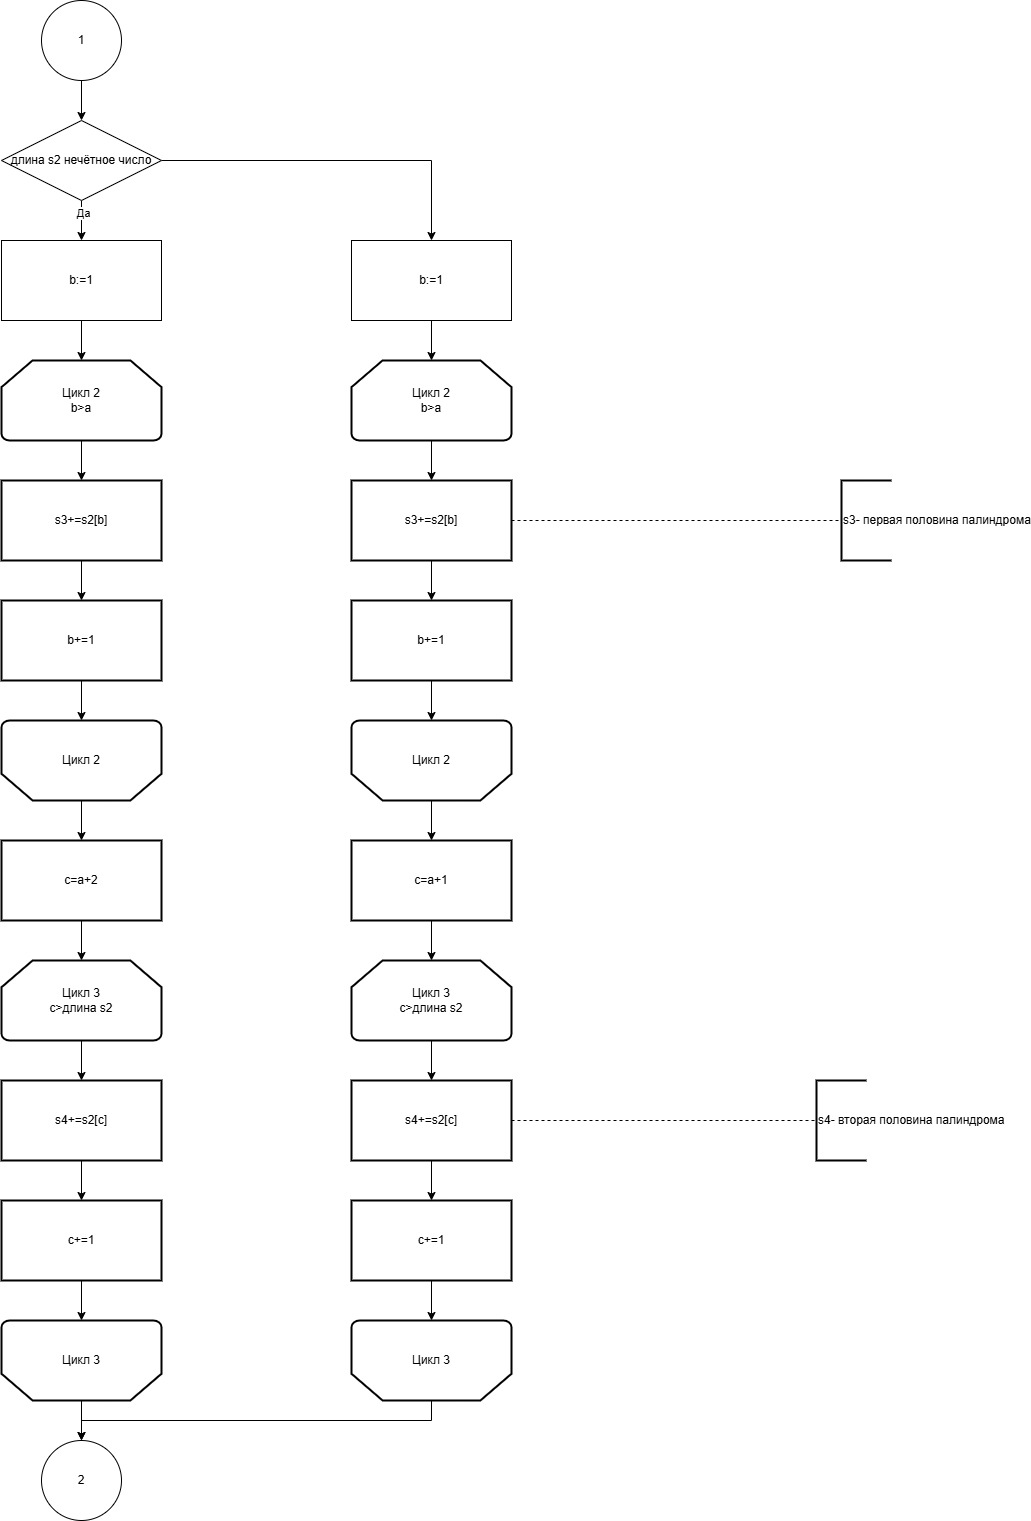 1
длина s2 нечётное число
Да
b:=1
b:=1
Цикл 2
b>a
Цикл 2
b>a
s3+=s2[b]
s3+=s2[b]
s3- первая половина палиндрома
b+=1
b+=1
Цикл 2
Цикл 2
c=a+2
c=a+1
Цикл 3
c>длина s2
Цикл 3
c>длина s2
s4+=s2[c]
s4+=s2[c]
s4- вторая половина палиндрома
c+=1
c+=1
Цикл 3
Цикл 3
2